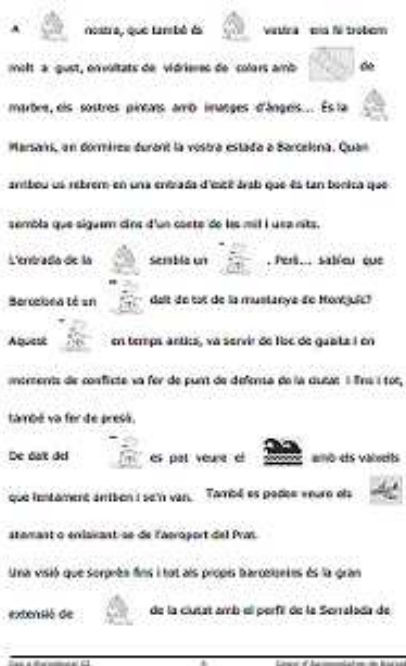 A nostra, que també és vostra ens hi trobem
molt a gust, envoltats de vidrieres de colors amb de
marbre, els sostres pintats amb imatges d'àngels... És la
Marsans, on dormireu durant la vostra estada a Barcelona. Quan
arribeu us rebrem en una entrada d'estil àrab que és tan bonica que
sembla que siguem dins d'un conte de les mil i una nits.
L'entrada de la sembla un . Però... sabíeu que
Barcelona té un dalt de tot de la muntanya de Montjuïc?
Aquest en temps antics, va servir de lloc de guaita i en
moments de conflicte va fer de punt de defensa de la ciutat i fins i tot,
també va fer de presó.
De dalt del es pot veure el amb els vaixells
que lentament arriben i se'n van. També es poden veure els
aterrant o enlairant-se de l'aeroport del Prat.
Una visió que sorprèn fins i tot als propis barcelonins és la gran
extensió de de la ciutat amb el perfil de la Serralada de